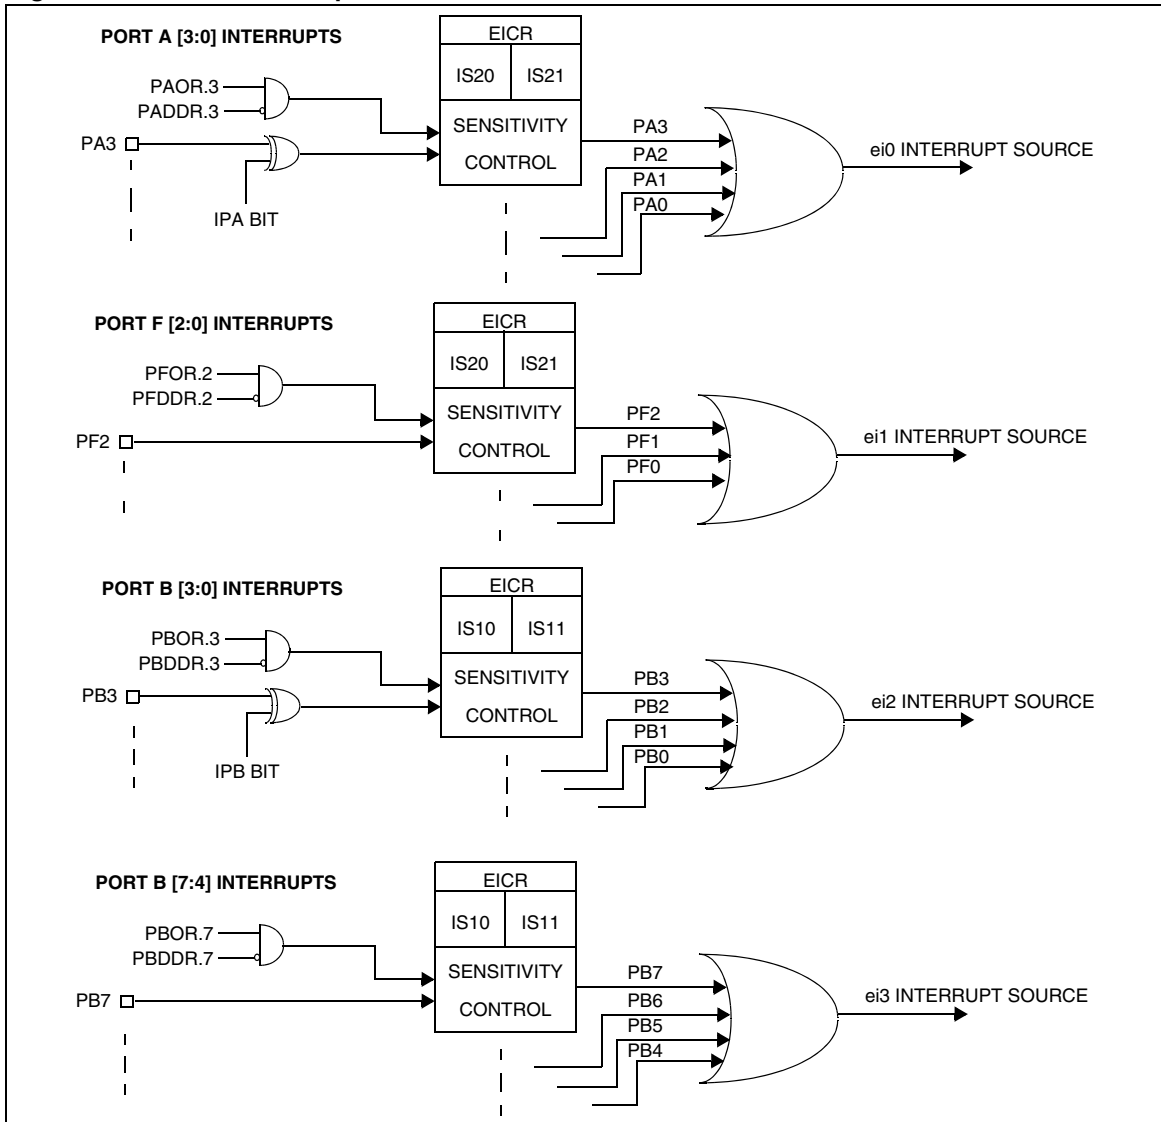 PORT A [3:0] INTERRUPTS
EICR
IS20 IS21
PAOR.3
PADDR.3
SENSITIVITY
CONTROL
PA3
IPA BIT
PA3
PA2
PA1
PA0
ei0 INTERRUPT SOURCE
PORT F [2:0] INTERRUPTS
EICR
IS20 IS21
PFOR.2
PFDDR.2
SENSITIVITY
CONTROL
PF2
PF2
PF1
PF0
ei1 INTERRUPT SOURCE
PORT B [3:0] INTERRUPTS
EICR
IS10 IS11
PBOR.3
PBDDR.3
SENSITIVITY
CONTROL
PB3
IPB BIT
PB3
PB2
PB1
PB0
ei2 INTERRUPT SOURCE
PORT B [7:4] INTERRUPTS
EICR
IS10 IS11
PBOR.7
PBDDR.7
SENSITIVITY
CONTROL
PB7
PB7
PB6
PB5
PB4
ei3 INTERRUPT SOURCE